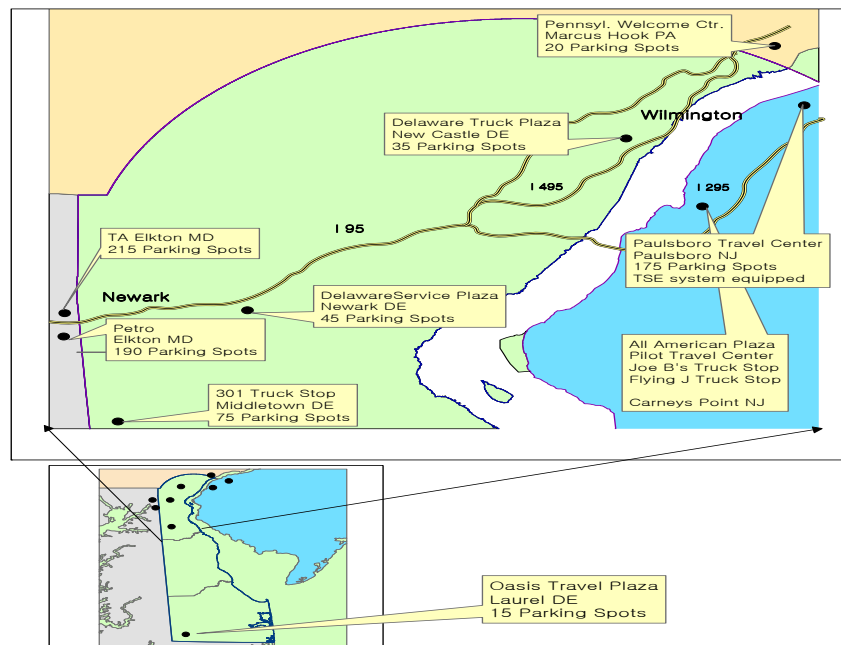 Pennsyl. Welcome Ctr.
Marcus Hook PA
20 Parking Spots
Delaware Truck Plaza
New Castle DE
35 Parking Spots
Wilmington
I 495
I 295
I 95
TA Elkton MD
215 Parking Spots
Paulsboro Travel Center
Paulsboro NJ
175 Parking Spots
TSE system equipped
Newark
DelawareService Plaza
Newark DE
45 Parking Spots
Petro
Elkton MD
190 Parking Spots
All American Plaza
Pilot Travel Center
Joe B's Truck Stop
Flying J Truck Stop
Carneys Point NJ
301 Truck Stop
Middletown DE
75 Parking Spots
Oasis Travel Plaza
Laurel DE
15 Parking Spots